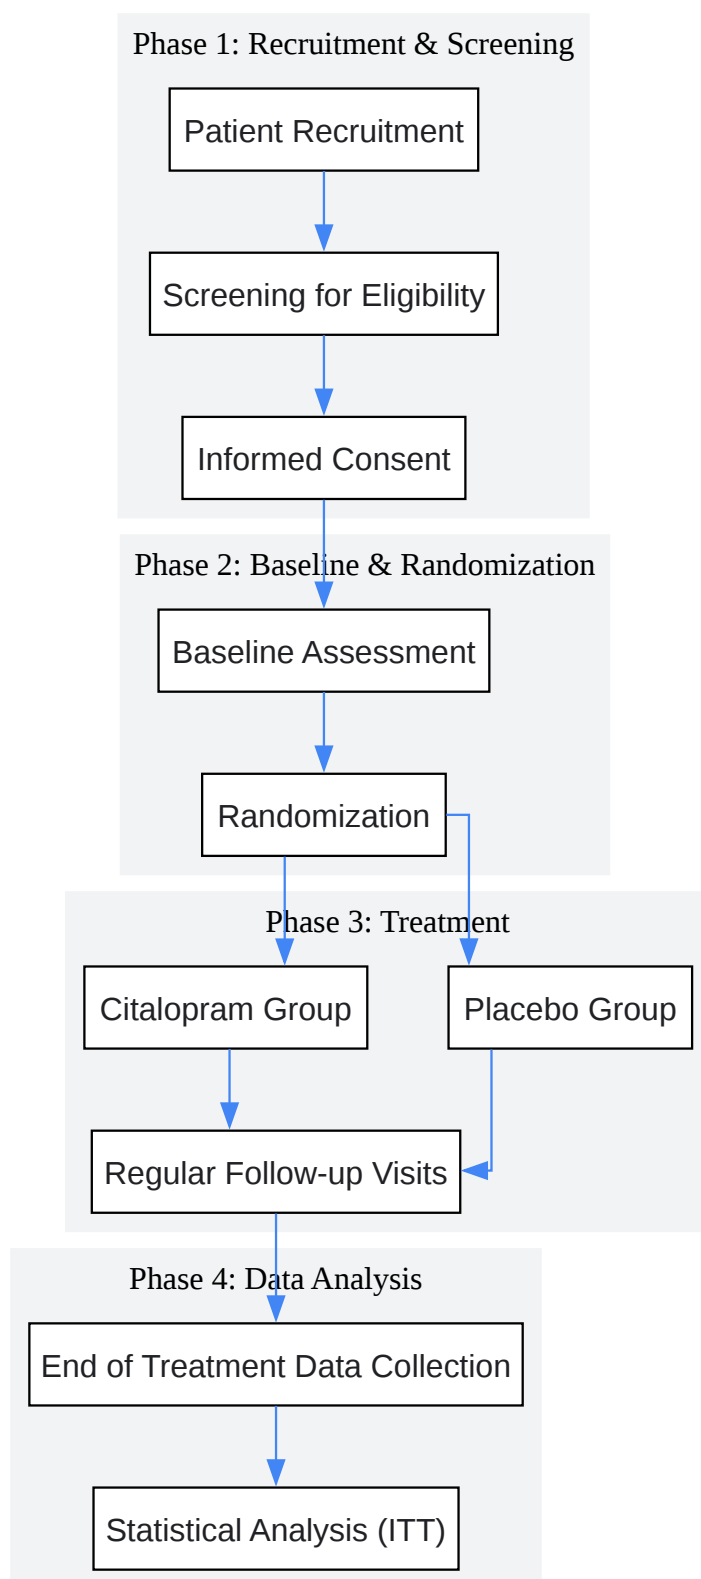 Phase 1: Recruitment & Screening
Patient Recruitment
Screening for Eligibility
Informed Consent
Phase 2: Baseline & Randomization
Baseline Assessment
Randomization
Phase 3: Treatment
Citalopram Group
Placebo Group
Regular Follow-up Visits
Phase 4: Data Analysis
End of Treatment Data Collection
Statistical Analysis (ITT)